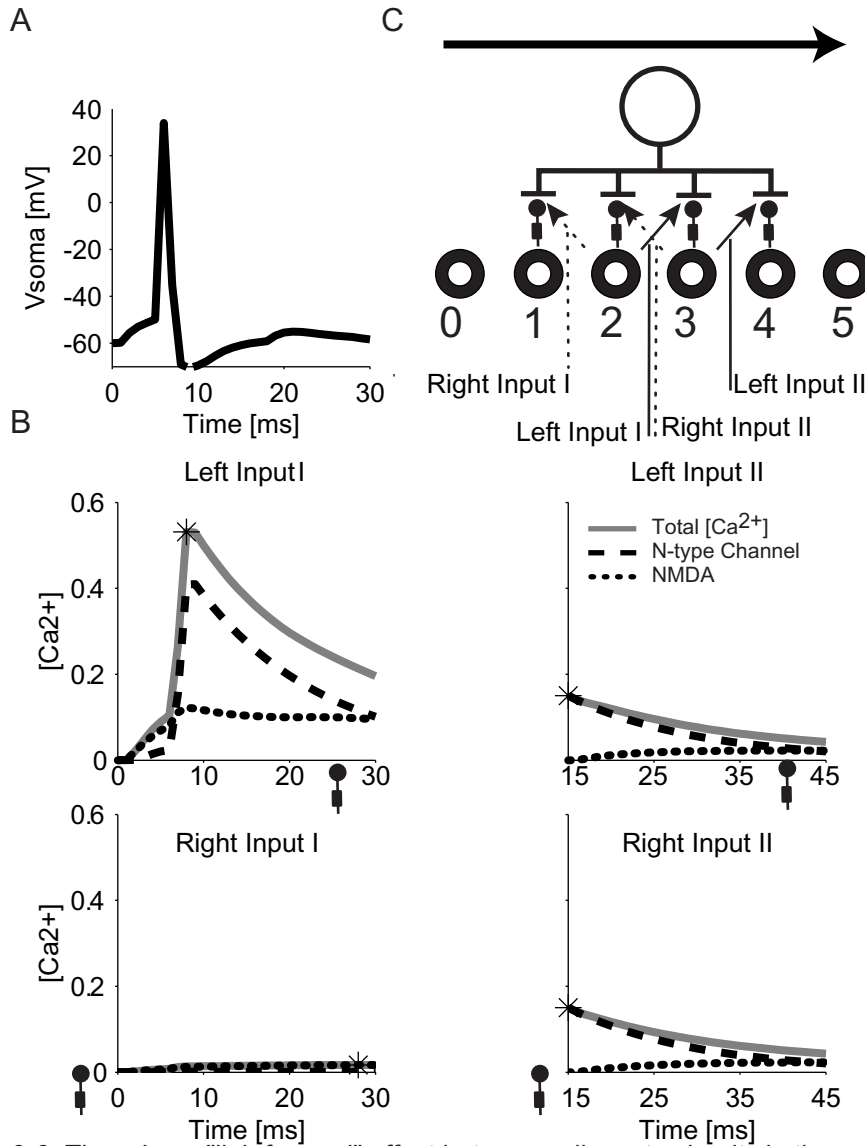 A
C
40
20
0
-20
-40
-60
Vsoma [mV]
0 10 20 30
Time [ms]
0 1 2 3 4 5
Right Input I
Left Input II
Left Input I
Right Input II
B
Left Input I
Left Input II
0.6
0.4
0.2
0
[Ca2+]
0 10 20 30
Total [Ca2+]
N-type Channel
NMDA
15 25 35 45
Right Input I
Right Input II
0.6
0.4
0.2
0
[Ca2+]
0 10 20 30
Time [ms]
15 25 35 45
Time [ms]